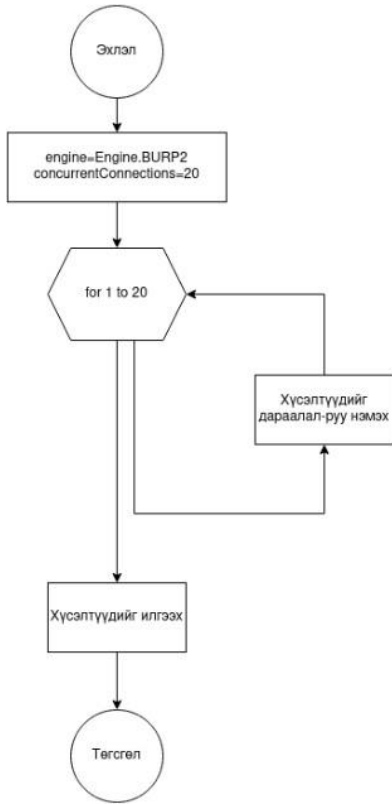 Эхлэл
engine=Engine.BURP2
concurrentConnections=20
for 1 to 20
Хүсэлтүүдийг
дараалал-руу нэмэх
Хүсэлтүүдийг илгээх
Төгсгөл